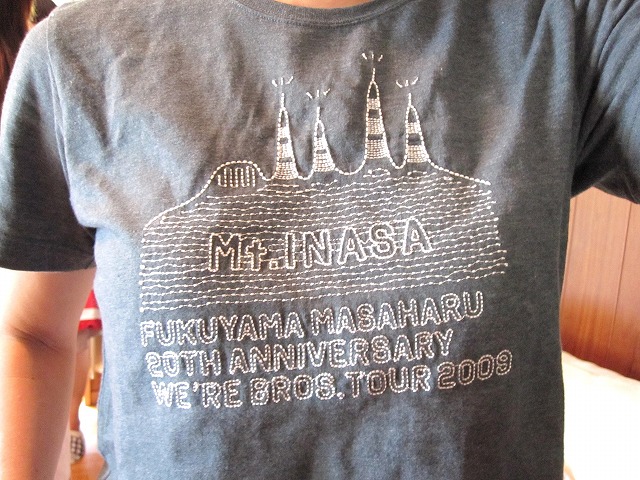 Mt.INASA
FUKUYAMA MASAHARU
20TH ANNIVERSARY
WE'RE BROS.TOUR 2009